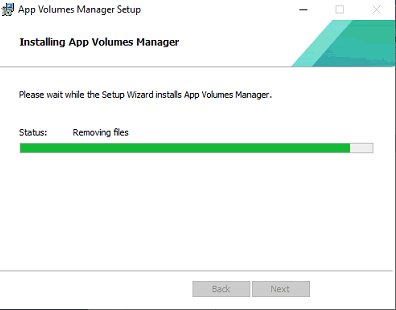 App Volumes Manager Setup
Installing App Volumes Manager
Please wait while the Setup Wizard installs App Volumes Manager.
Status: Removing files
Back Next